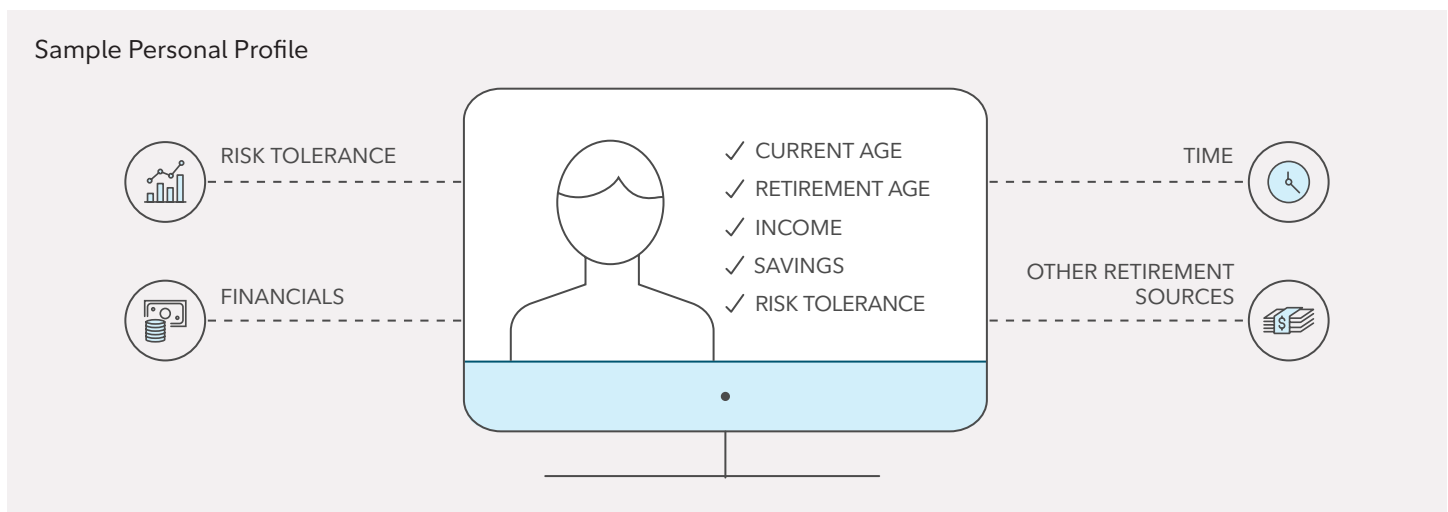 Sample Personal Profile
RISK TOLERANCE
FINANCIALS
CURRENT AGE
RETIREMENT AGE
INCOME
SAVINGS
RISK TOLERANCE
TIME
OTHER RETIREMENT
SOURCES
$